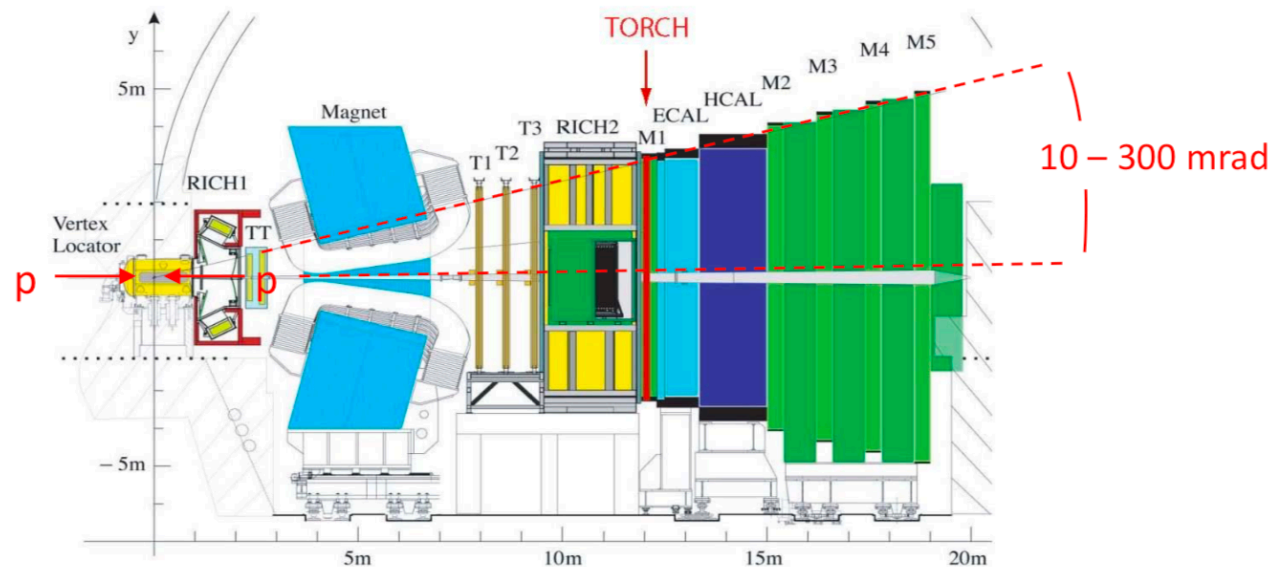 TORCH
y
5m
Magnet
RICH1
Vertex
Locator
TT
T1
T2
T3
RICH2
M1
ECAL
HCAL
M2
M3
M4
M5
10 – 300 mrad
p
p
– 5m
5m
10m
15m
20m